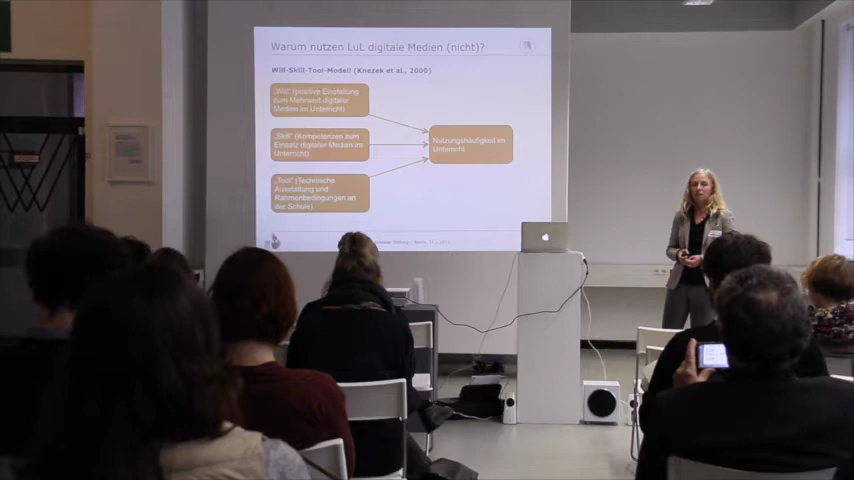 Warum nutzen LuL digitale Medien (nicht)?
Will-Skill-Tool-Modell (Knezek et al., 2000)
„Will“ (positive Einstellung
zum Mehrwert digitaler
Medien im Unterricht)
„Skill“ (Kompetenzen zum
Einsatz digitaler Medien im
Unterricht)
„Tool“ (Technische
Ausstattung und
Rahmenbedingungen an
der Schule)
Nutzungshäufigkeit im
Unterricht